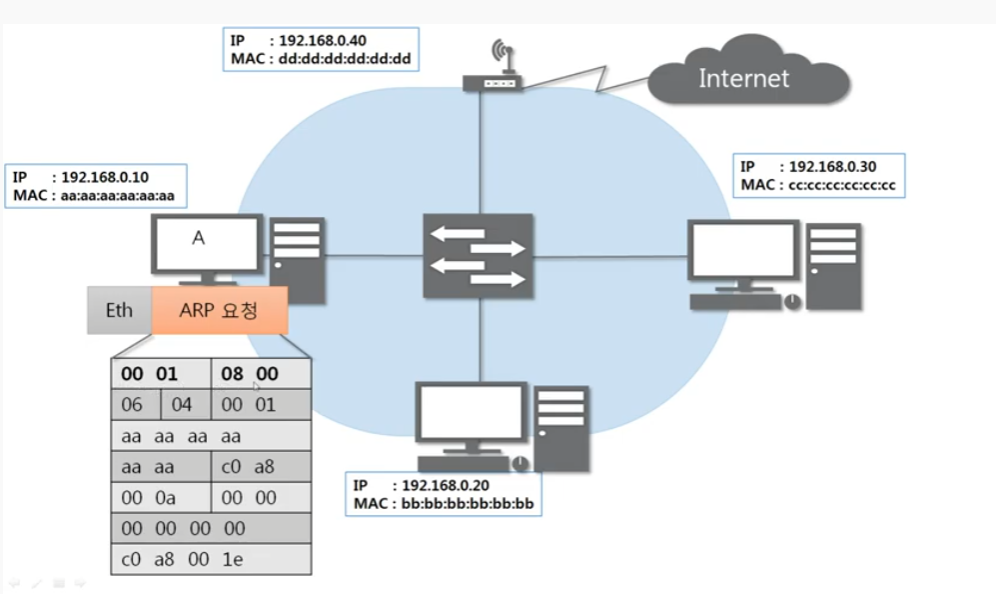 IP : 192.168.0.40
MAC : dd:dd:dd:dd:dd:dd
Internet
IP : 192.168.0.10
MAC : aa:aa:aa:aa:aa:aa
IP : 192.168.0.30
MAC : cc:cc:cc:cc:cc:cc
A
Eth ARP 요청
00 01 08 00
06 04 00 01
aa aa aa aa
aa aa c0 a8
00 0a 00 00
00 00 00 00
c0 a8 00 1e
IP : 192.168.0.20
MAC : bb:bb:bb:bb:bb:bb